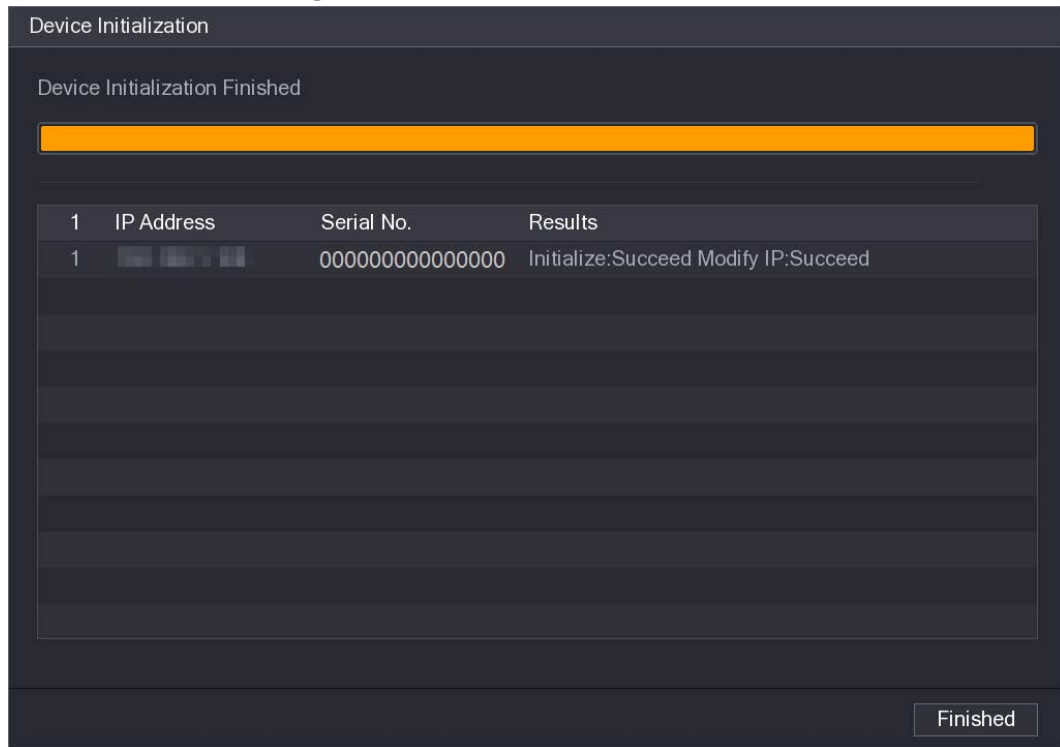 Device Initialization
Device Initialization Finished
1 IP Address Serial No. Results
1 000000000000000 Initialize:Succeed Modify IP:Succeed
Finished